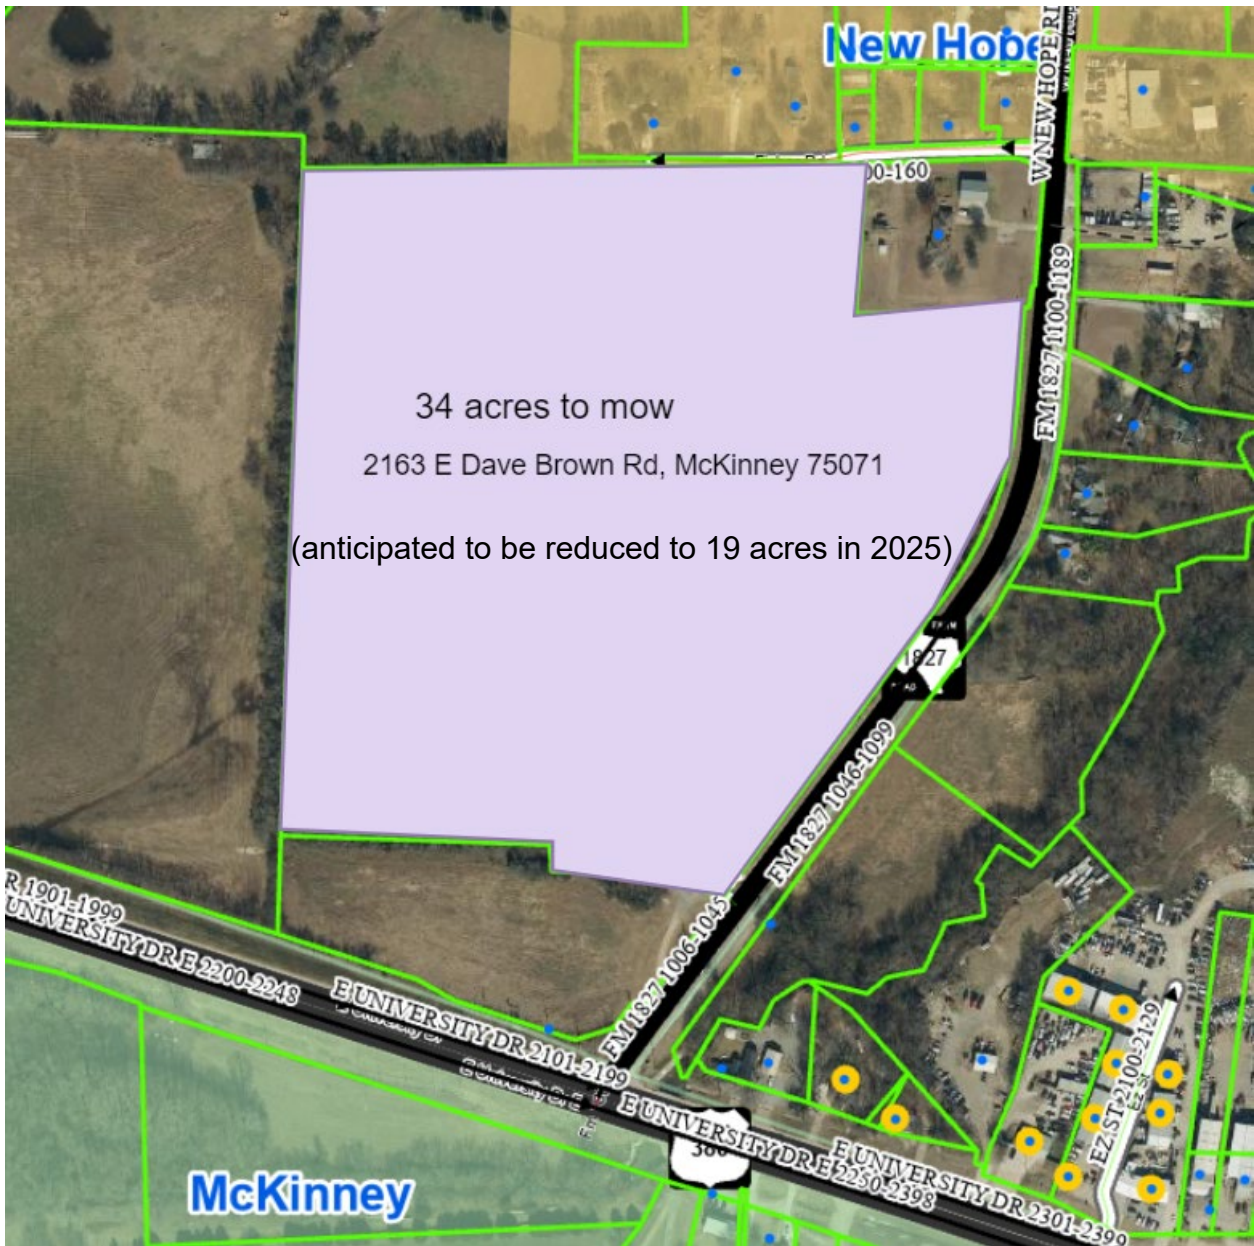 New Hope
W NEW HOPE RD
00-160
FM 1827 1100-1189
34 acres to mow
2163 E Dave Brown Rd, McKinney 75071
(anticipated to be reduced to 19 acres in 2025)
1827
FM 1827 1046-1099
R 1901-1999
UNIVERSITY DR E 2200-2248
FM 1827 1006-1045
E UNIVERSITY DR 2101-2199
EZ ST 2100-2129
Ez St
E UNIVERSITY DR E 2250-2398
380
E UNIVERSITY DR 2301-2399
McKinney